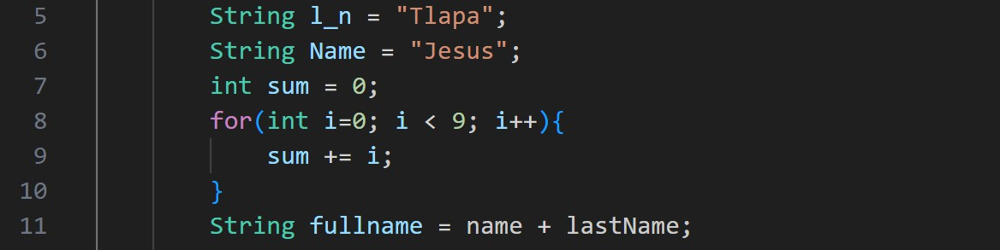 5 String l_n = "Tlapa";
6 String Name = "Jesus";
7 int sum = 0;
8 for(int i=0; i < 9; i++){
9 sum += i;
10 }
11 String fullname = name + lastName;